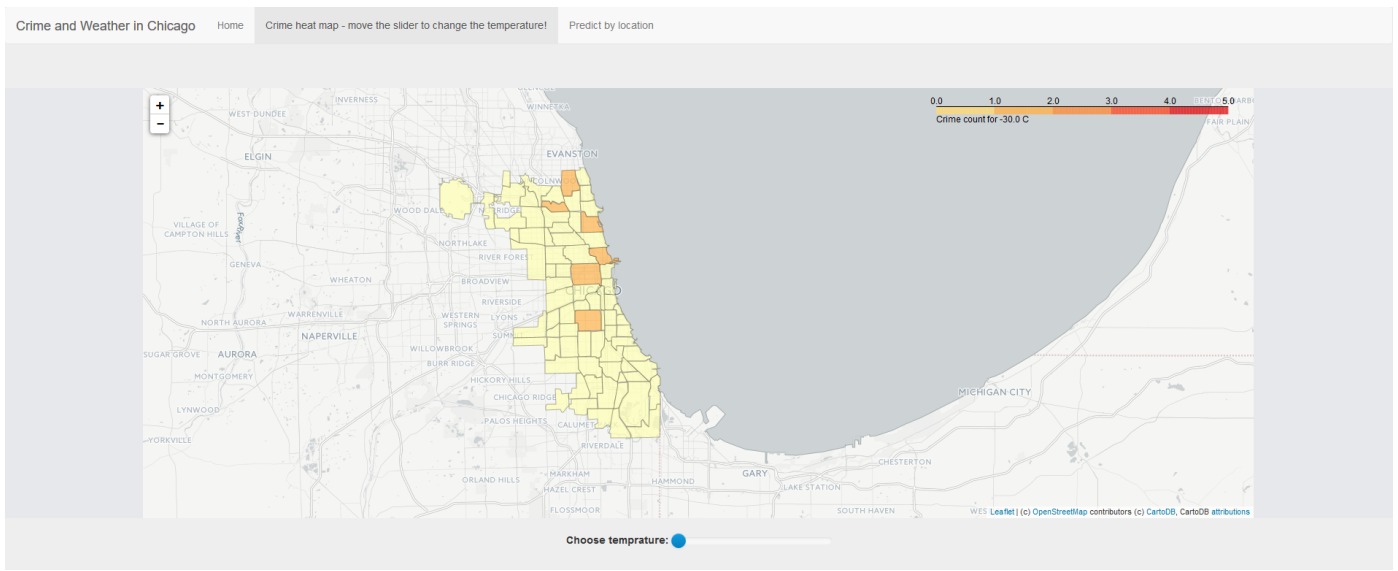 Crime and Weather in Chicago Home Crime heat map - move the slider to change the temperature! Predict by location
+
-
0.0 1.0 2.0 3.0 4.0 5.0
Crime count for -30.0 C
INVERNESS
WINNETKA
WEST DUNDEE
FAIR PLAIN
ELGIN
EVANSTON
WOOD DALE
VILLAGE OF
CAMPTON HILLS
Fox River
NORTHLAKE
GENEVA
RIVER FOREST
WHEATON
BROADVIEW
RIVERSIDE
WARRENVILLE
WESTERN
SPRINGS
LYONS
NORTH AURORA
NAPERVILLE
SUMM
WILLOWBROOK
SUGAR GROVE
AURORA
BURR RIDGE
MONTGOMERY
HICKORY HILLS
MICHIGAN CITY
CHICAGO RIDGE
LYNWOOD
PALOS HEIGHTS
CALUMET
YORKVILLE
RIVERDALE
CHESTERTON
MARKHAM
GARY
ORLAND HILLS
HAMMOND
HAZEL CREST
LAKE STATION
FLOSSMOOR
SOUTH HAVEN
WES
Leaflet | (c) OpenStreetMap contributors (c) CartoDB, CartoDB attributions
Choose temprature: